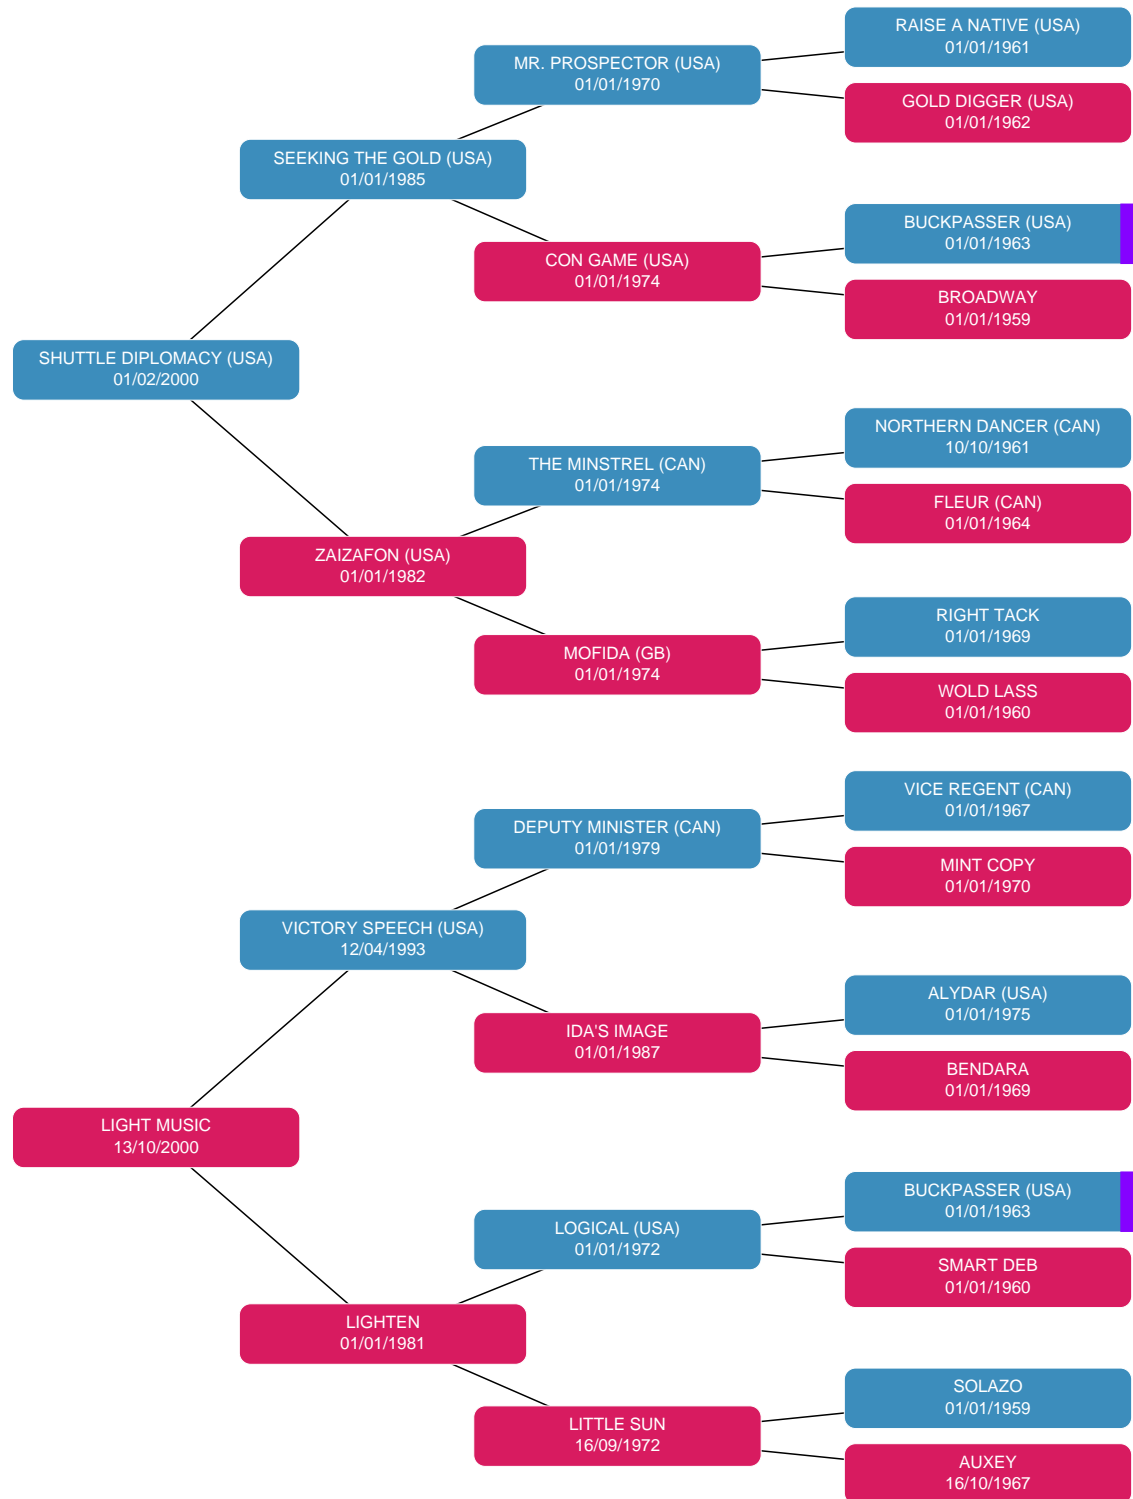 RAISE A NATIVE (USA)
01/01/1961
MR. PROSPECTOR (USA)
01/01/1970
GOLD DIGGER (USA)
01/01/1962
SEEKING THE GOLD (USA)
01/01/1985
BUCKPASSER (USA)
01/01/1963
CON GAME (USA)
01/01/1974
BROADWAY
01/01/1959
SHUTTLE DIPLOMACY (USA)
01/02/2000
NORTHERN DANCER (CAN)
10/10/1961
THE MINSTREL (CAN)
01/01/1974
FLEUR (CAN)
01/01/1964
ZAIZAFON (USA)
01/01/1982
RIGHT TACK
01/01/1969
MOFIDA (GB)
01/01/1974
WOLD LASS
01/01/1960
VICE REGENT (CAN)
01/01/1967
DEPUTY MINISTER (CAN)
01/01/1979
MINT COPY
01/01/1970
VICTORY SPEECH (USA)
12/04/1993
ALYDAR (USA)
01/01/1975
IDA'S IMAGE
01/01/1987
BENDARA
01/01/1969
LIGHT MUSIC
13/10/2000
BUCKPASSER (USA)
01/01/1963
LOGICAL (USA)
01/01/1972
SMART DEB
01/01/1960
LIGHTEN
01/01/1981
SOLAZO
01/01/1959
LITTLE SUN
16/09/1972
AUXEY
16/10/1967